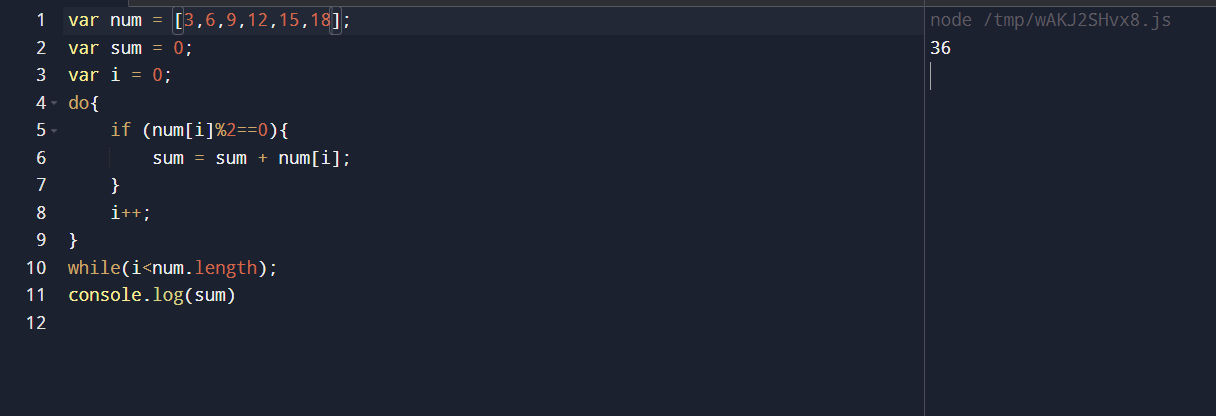 1 var num = [3,6,9,12,15,18];
2 var sum = 0;
3 var i = 0;
4 do{
5     if (num[i]%2==0){
6         sum = sum + num[i];
7     }
8     i++;
9 }
10 while(i<num.length);
11 console.log(sum)
12
node /tmp/wAKJ2SHvx8.js
36